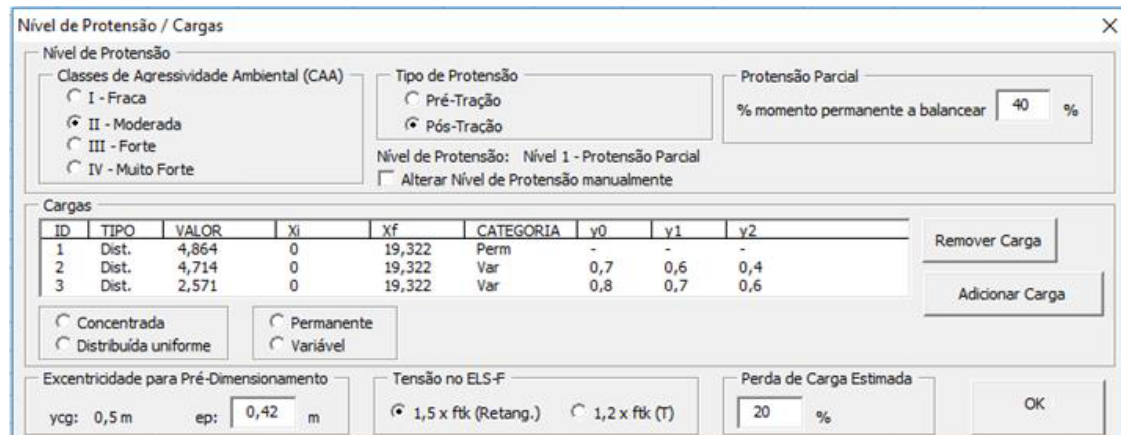 Nível de Protensão / Cargas
Nível de Protensão
Classes de Agressividade Ambiental (CAA)
I - Fraca
II - Moderada
III - Forte
IV - Muito Forte
Tipo de Protensão
Pré-Tração
Pós-Tração
Protensão Parcial
% momento permanente a balancear 40 %
Nível de Protensão: Nível 1 - Protensão Parcial
Alterar Nível de Protensão manualmente
Cargas
ID TIPO VALOR Xi Xf CATEGORIA y0 y1 y2
1 Dist. 4,864 0 19,322 Perm - - -
2 Dist. 4,714 0 19,322 Var 0,7 0,6 0,4
3 Dist. 2,571 0 19,322 Var 0,8 0,7 0,6
Remover Carga
Adicionar Carga
Concentrada
Distribuída uniforme
Permanente
Variável
Excentricidade para Pré-Dimensionamento
ycg: 0,5 m ep: 0,42 m
Tensão no ELS-F
1,5 x ftk (Retang.) 1,2 x ftk (T)
Perda de Carga Estimada
20 %
OK